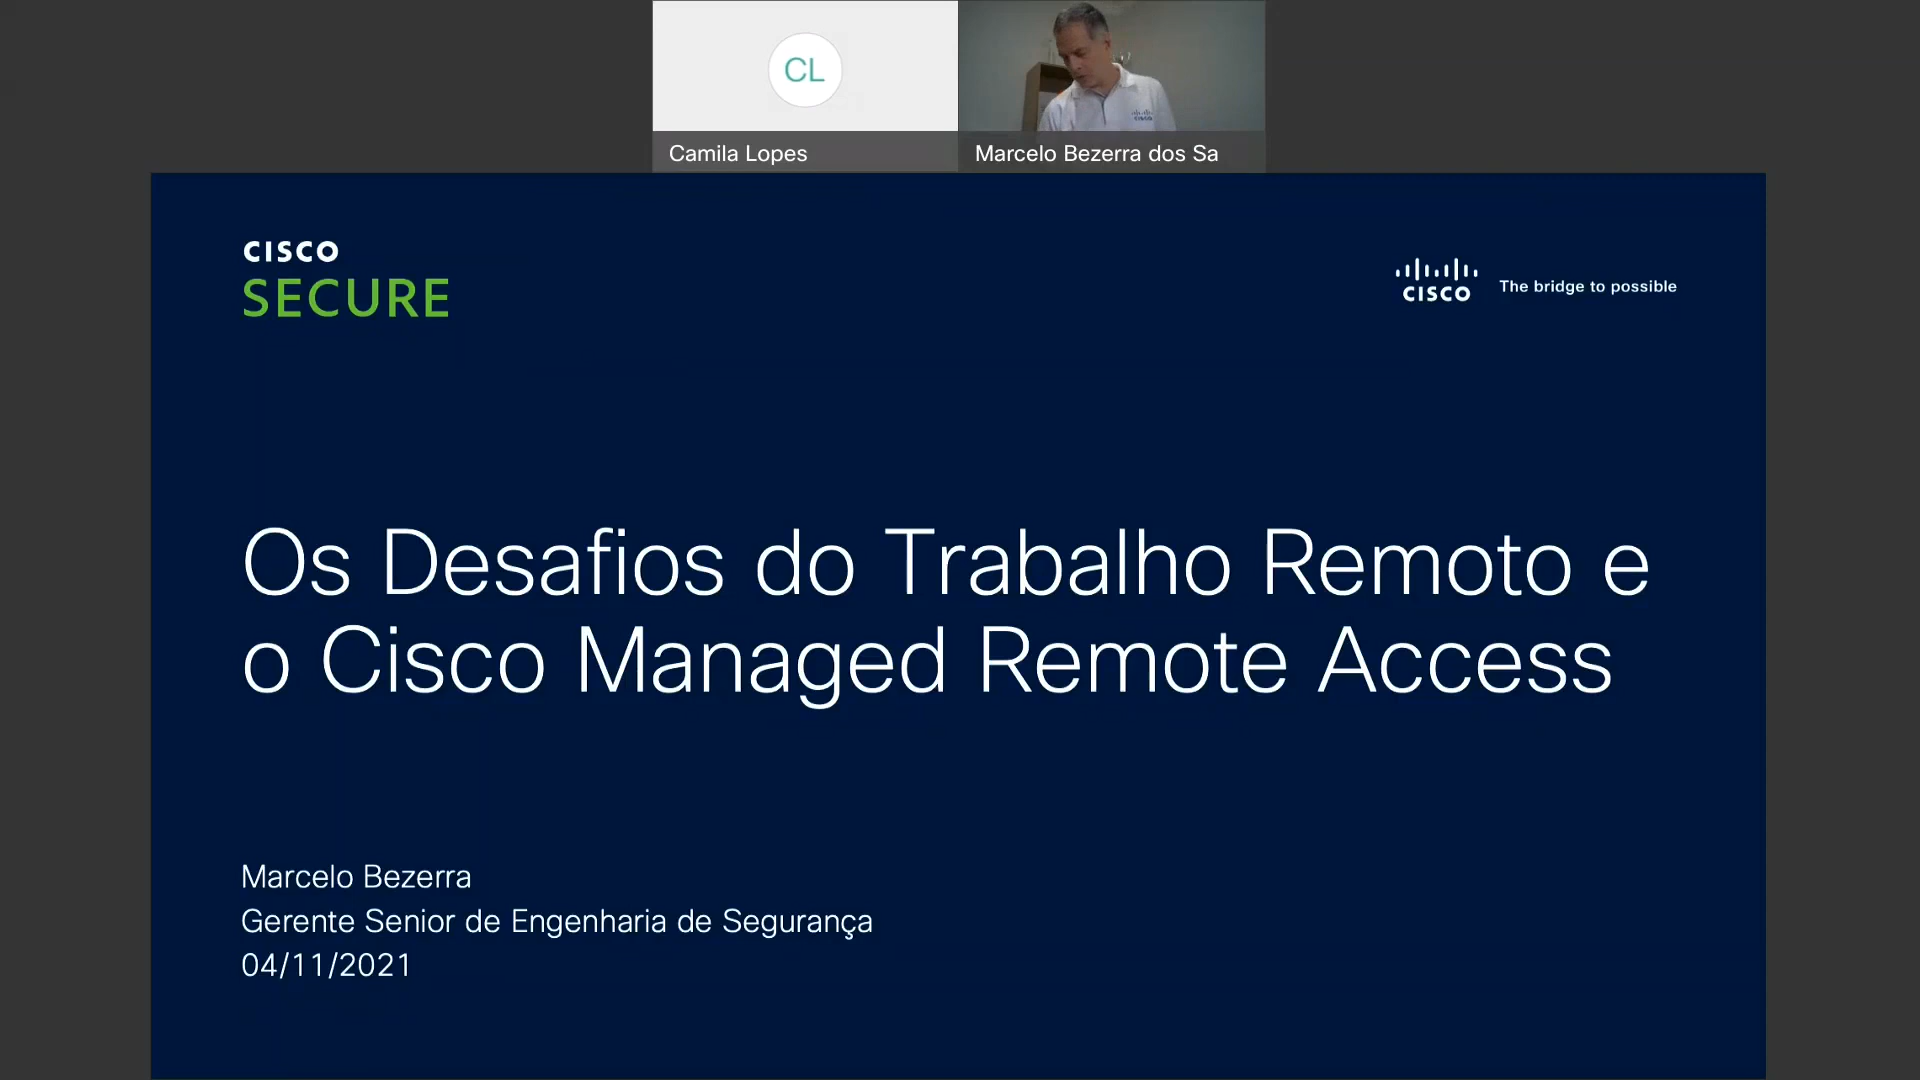 CL
Camila Lopes
Marcelo Bezerra dos Sa
CISCO
SECURE
CISCO
The bridge to possible
Os Desafios do Trabalho Remoto e
o Cisco Managed Remote Access
Marcelo Bezerra
Gerente Senior de Engenharia de Segurança
04/11/2021